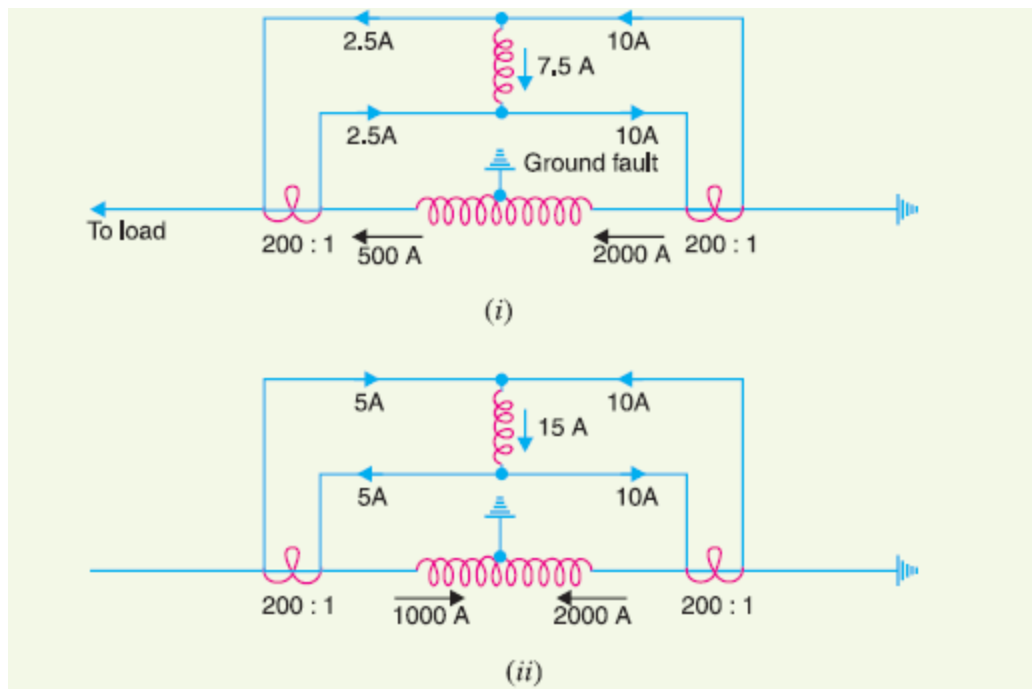 2.5A 10A
7.5 A
2.5A 10A
Ground fault
To load
200 : 1 500 A 2000 A 200 : 1
(i)
5A 10A
15 A
5A 10A
200 : 1 1000 A 2000 A 200 : 1
(ii)